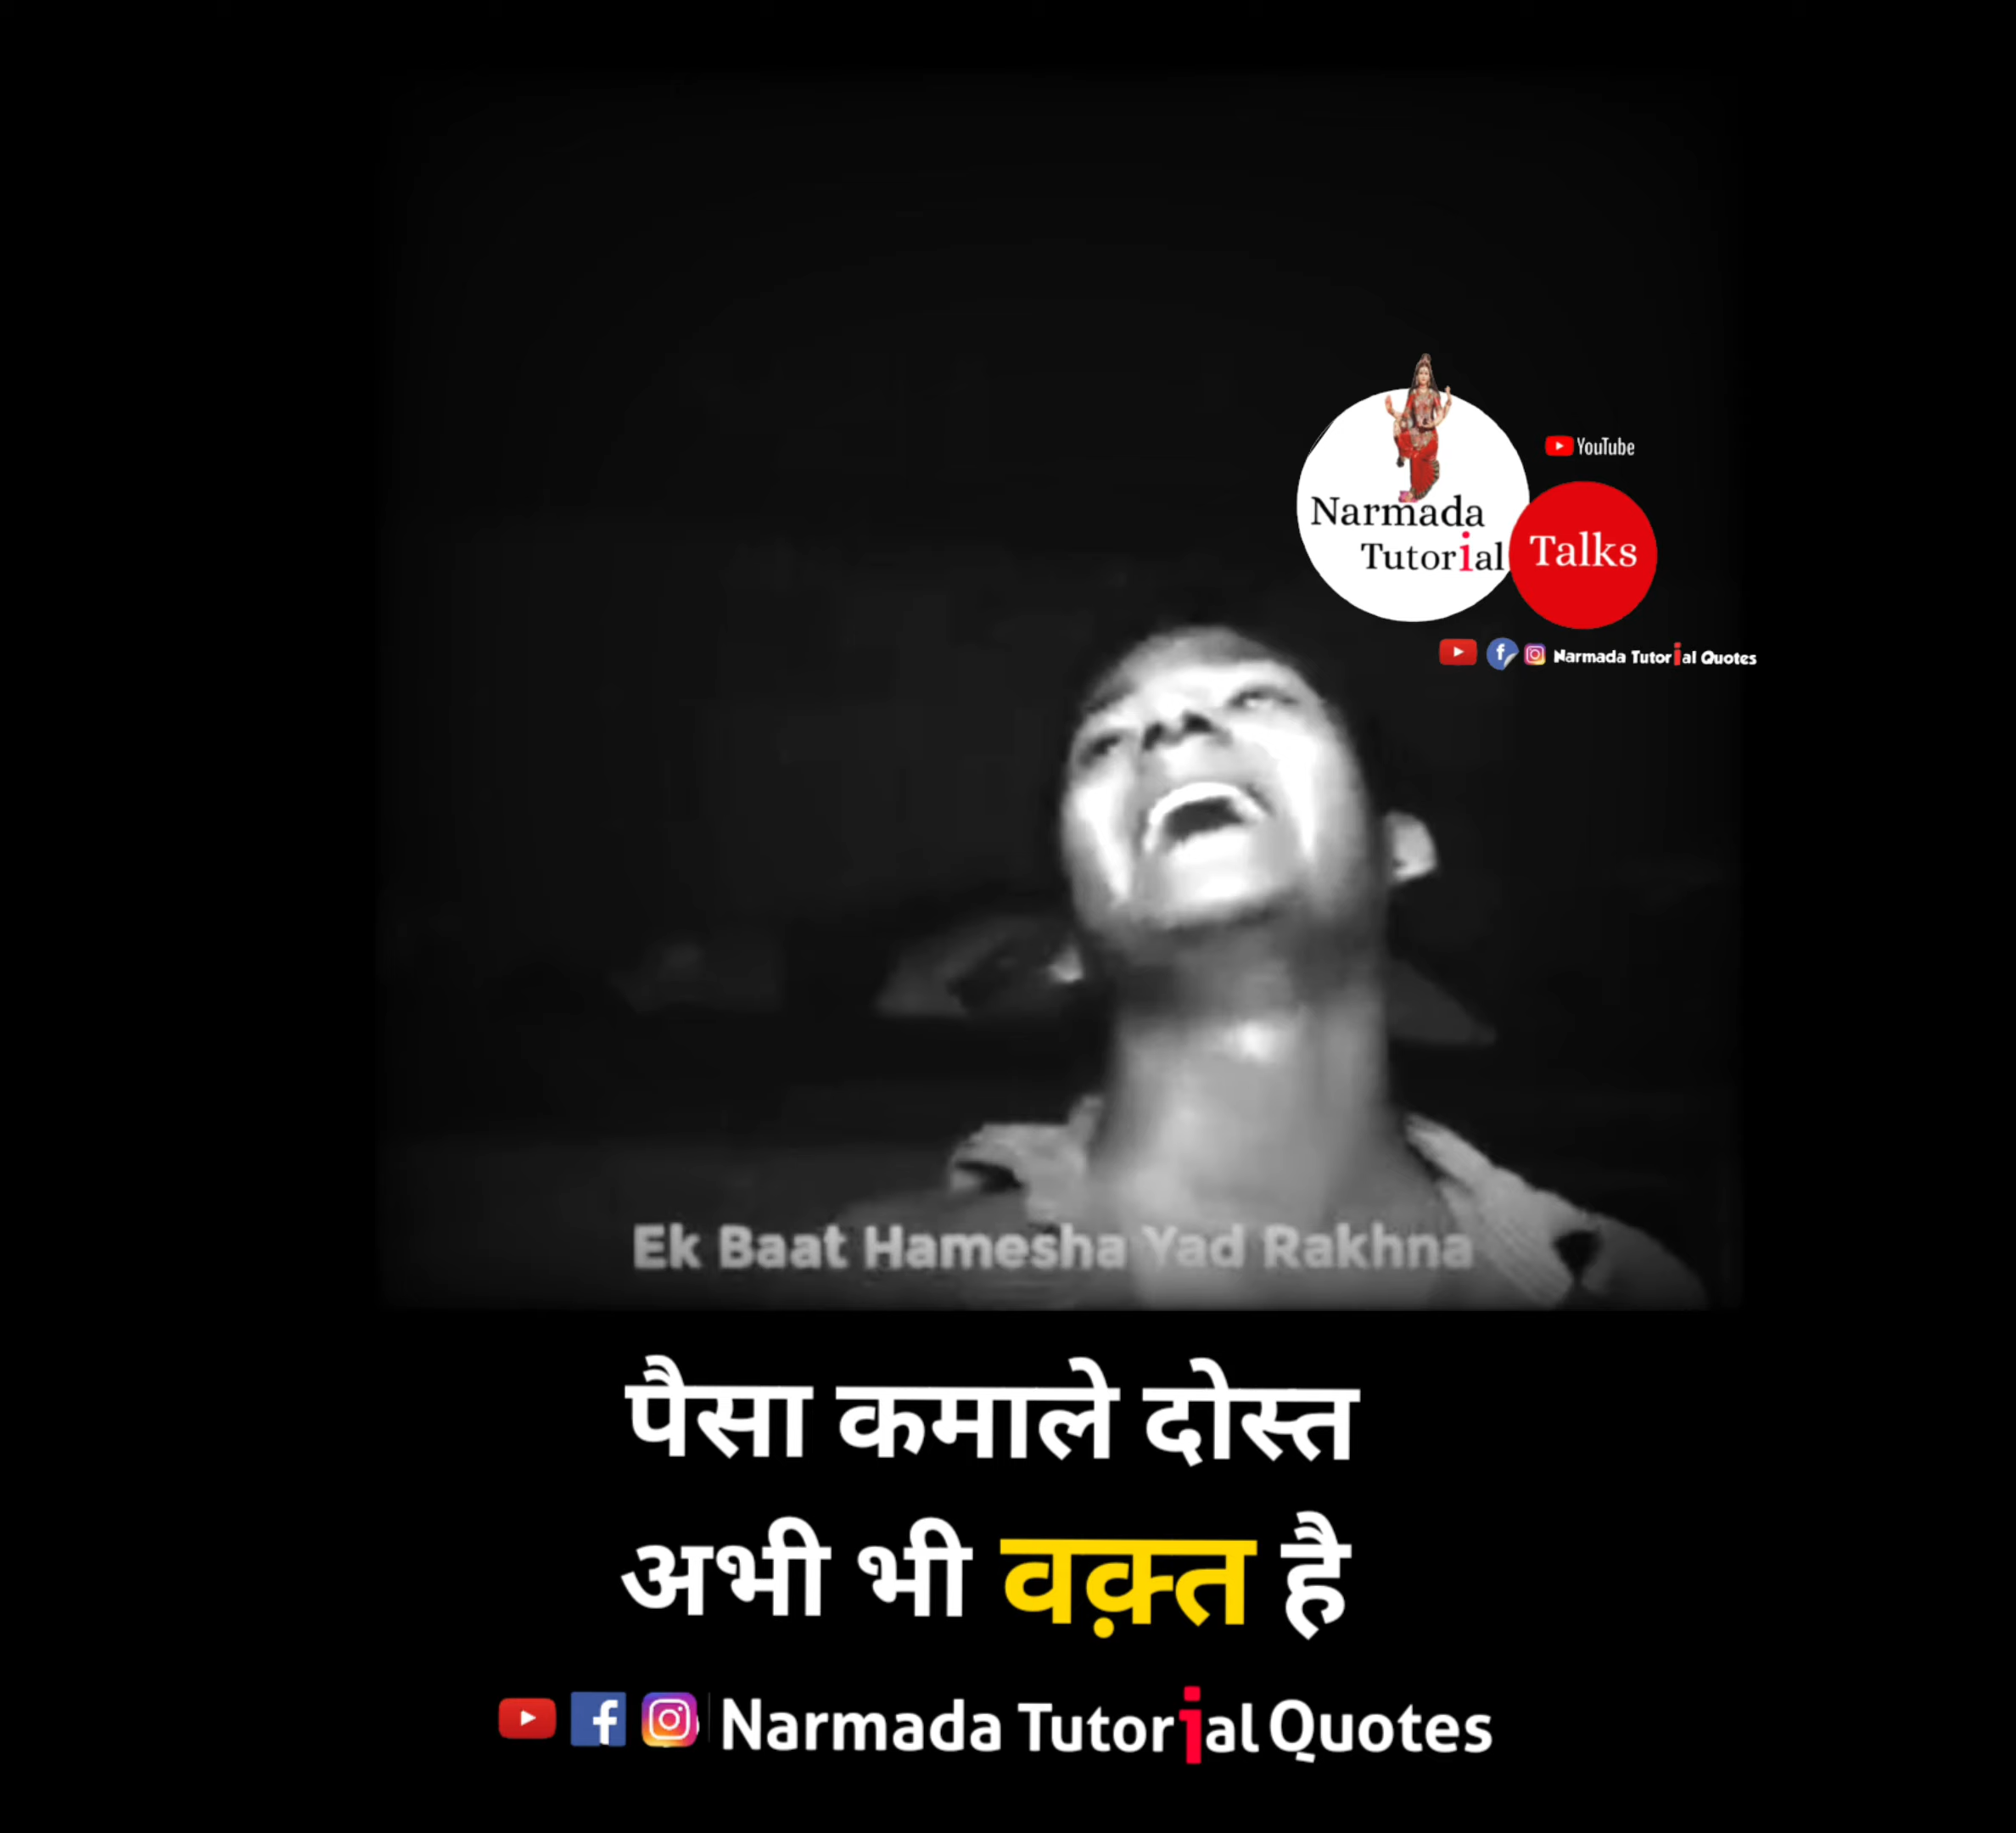 YouTube
Narmada
Tutorial
Talks
Narmada Tutorial Quotes
Ek Baat Hamesha Yad Rakhna
पैसा कमाले दोस्त
अभी भी वक़्त है
Narmada Tutorial Quotes